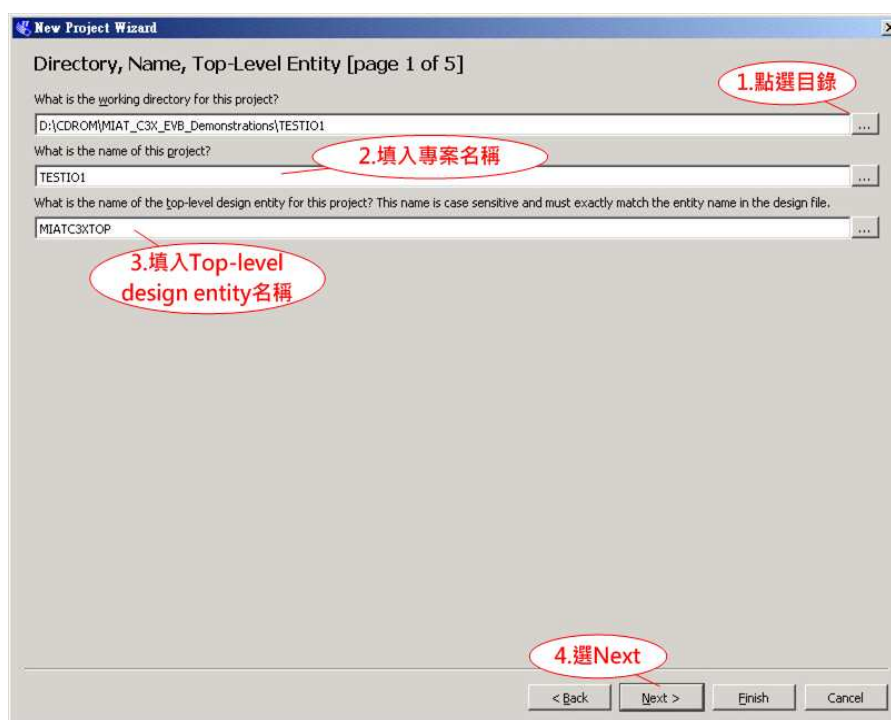 New Project Wizard
Directory, Name, Top-Level Entity [page 1 of 5]
1.點選目錄
What is the working directory for this project?
D:\CDROM\MIAT_C3X_EVB_Demonstrations\TESTIO1
...
What is the name of this project?
2.填入專案名稱
TESTIO1
...
What is the name of the top-level design entity for this project? This name is case sensitive and must exactly match the entity name in the design file.
MIATC3XTOP
...
3.填入Top-level
design entity名稱
4.選Next
< Back
Next >
Finish
Cancel